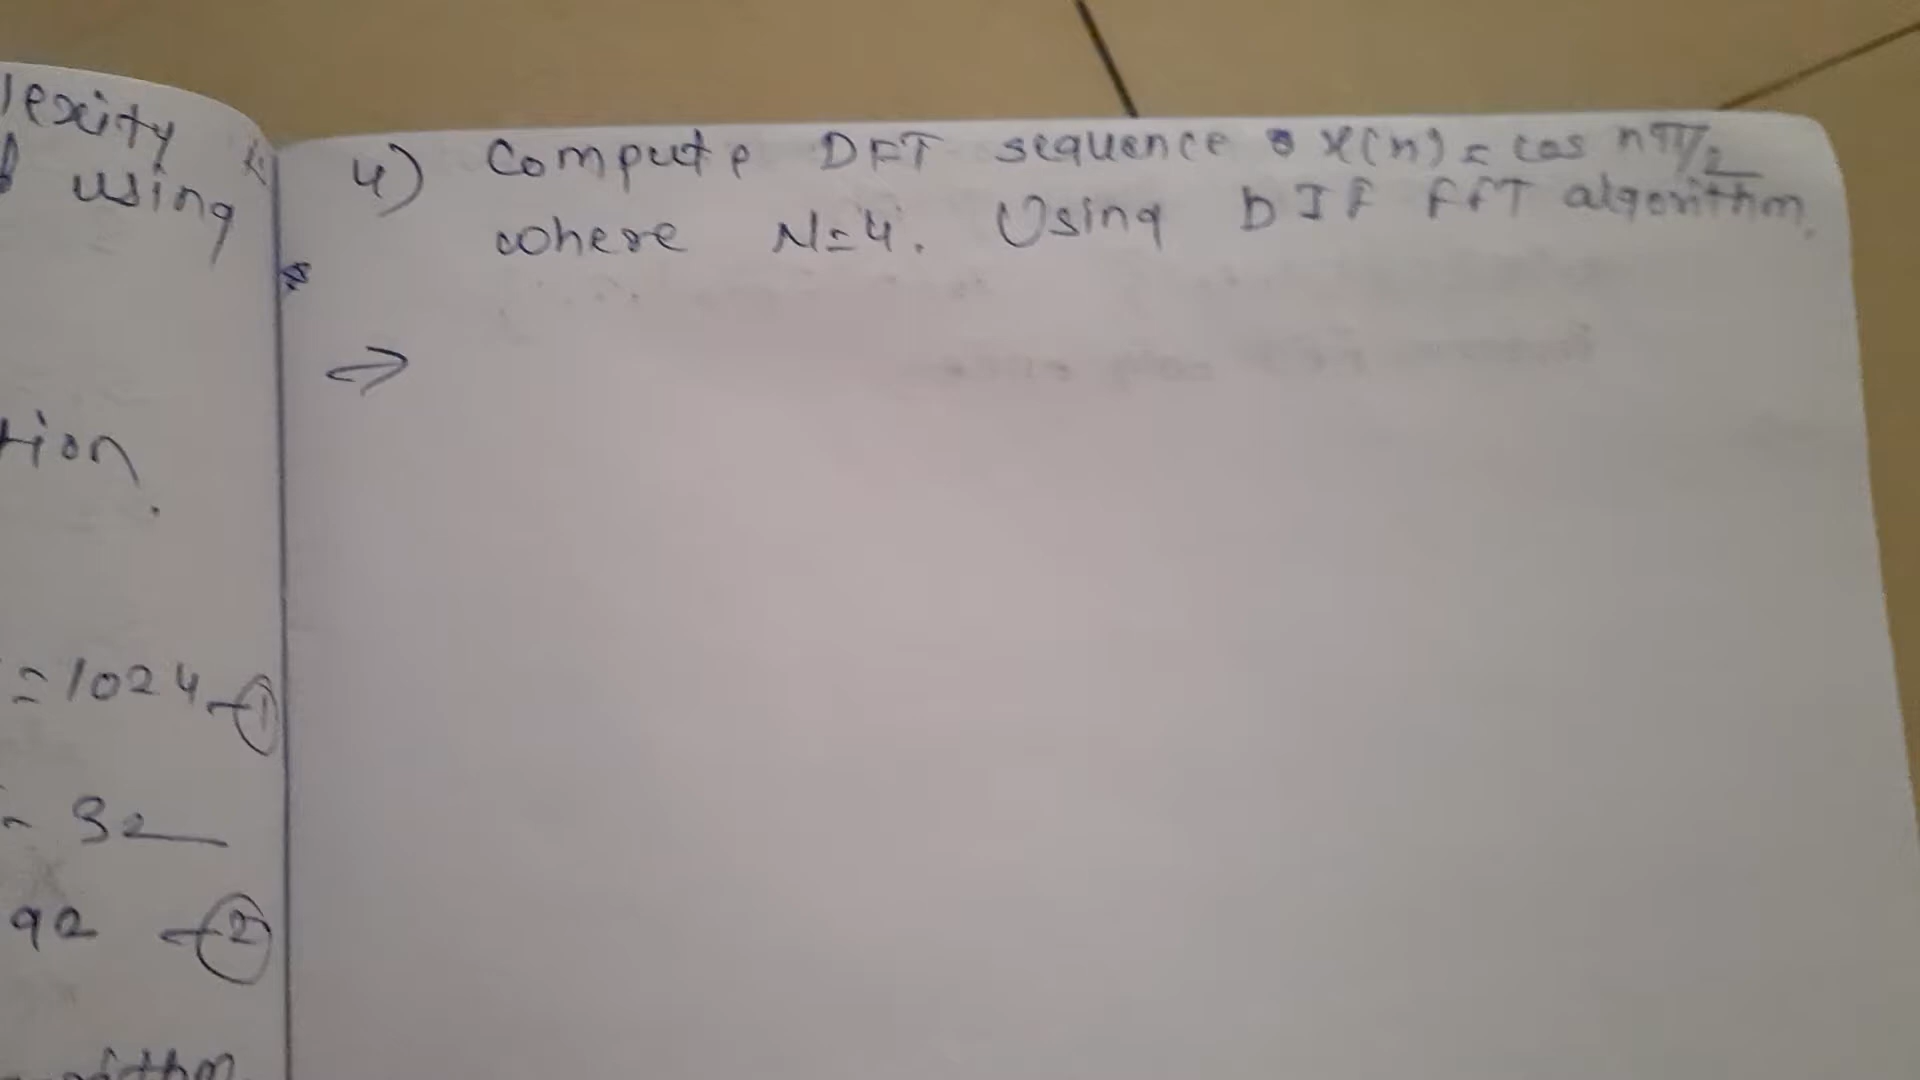 lexity
using
tion.
= 1024 - ①
- 32
92 - ②
4) Compute DFT sequence x(n) = cos nπ/2
where N=4. Using DIF FFT algorithm.
⇒